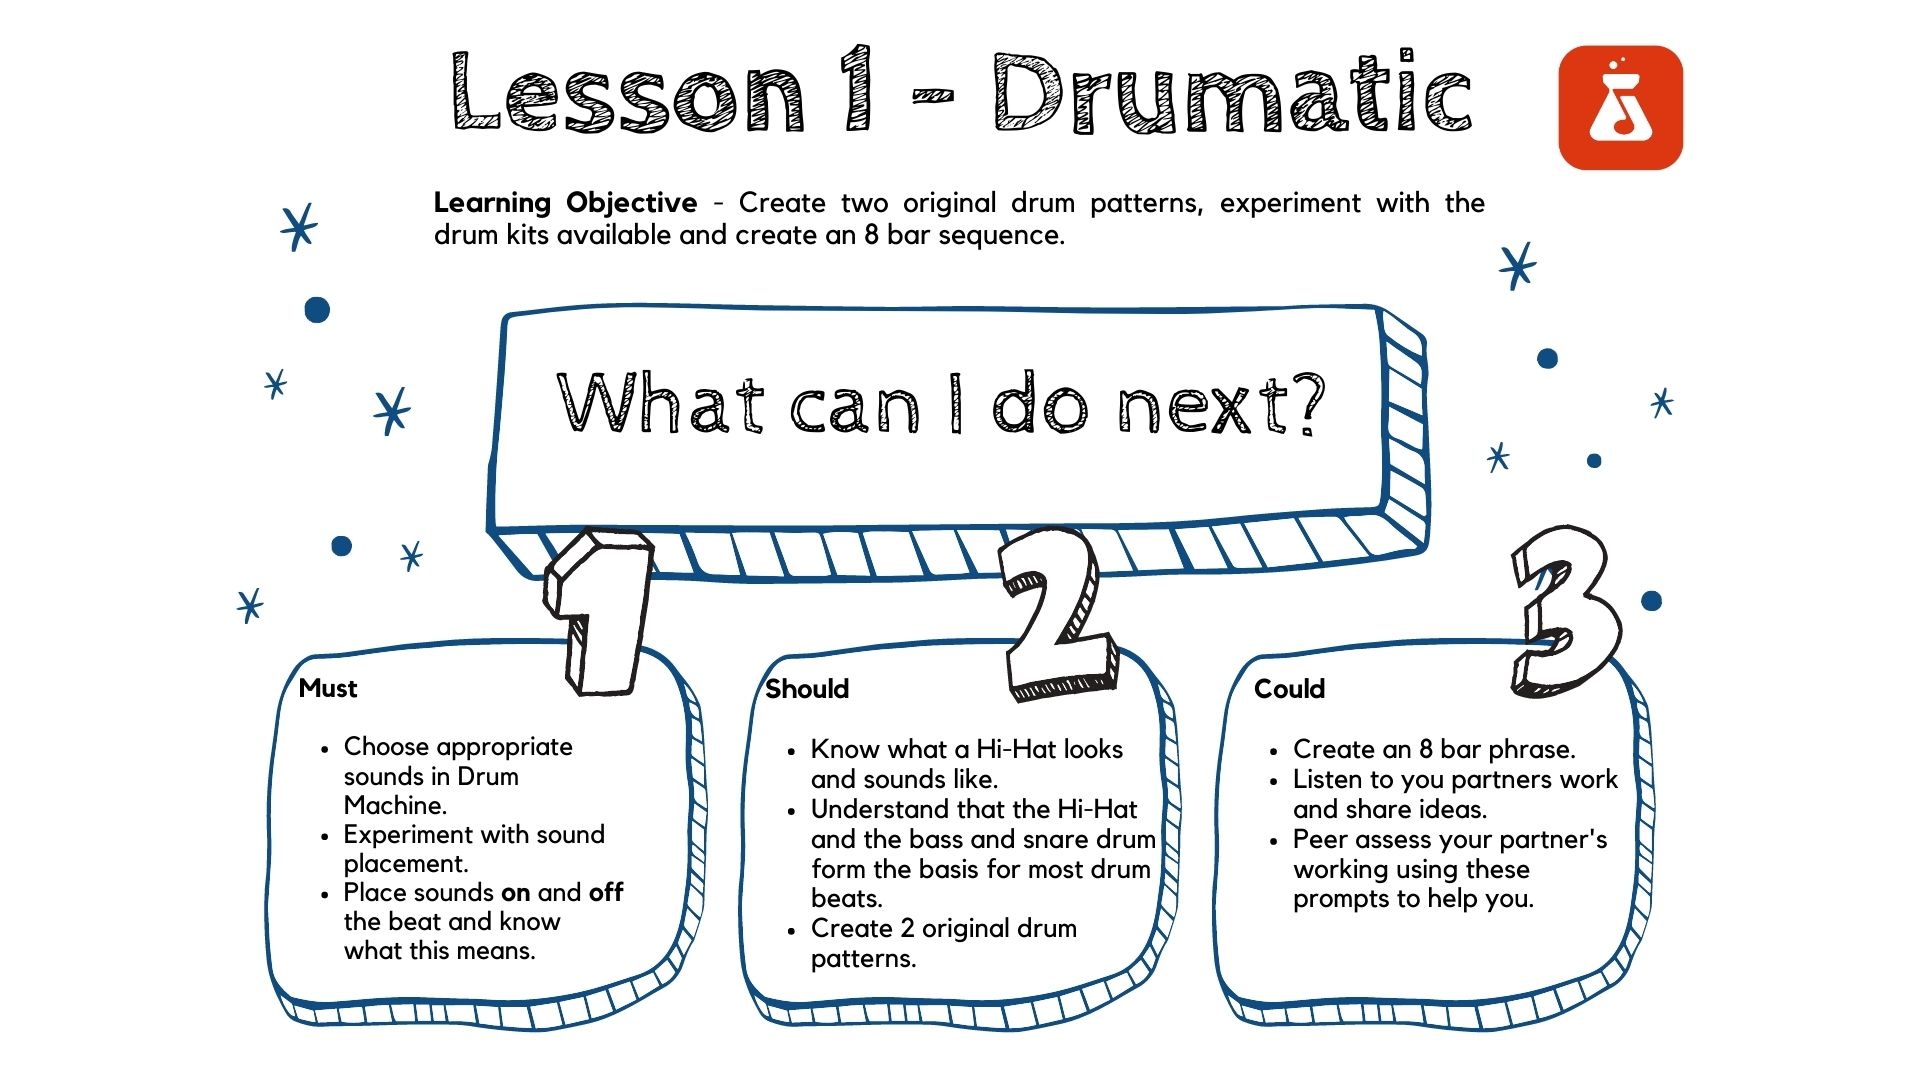 Lesson 1 - Drumatic
Learning Objective - Create two original drum patterns, experiment with the
drum kits available and create an 8 bar sequence.
What can I do next?
1
Must
• Choose appropriate
sounds in Drum
Machine.
• Experiment with sound
placement.
• Place sounds on and off
the beat and know
what this means.
2
Should
• Know what a Hi-Hat looks
and sounds like.
• Understand that the Hi-Hat
and the bass and snare drum
form the basis for most drum
beats.
• Create 2 original drum
patterns.
3
Could
• Create an 8 bar phrase.
• Listen to you partners work
and share ideas.
• Peer assess your partner's
working using these
prompts to help you.